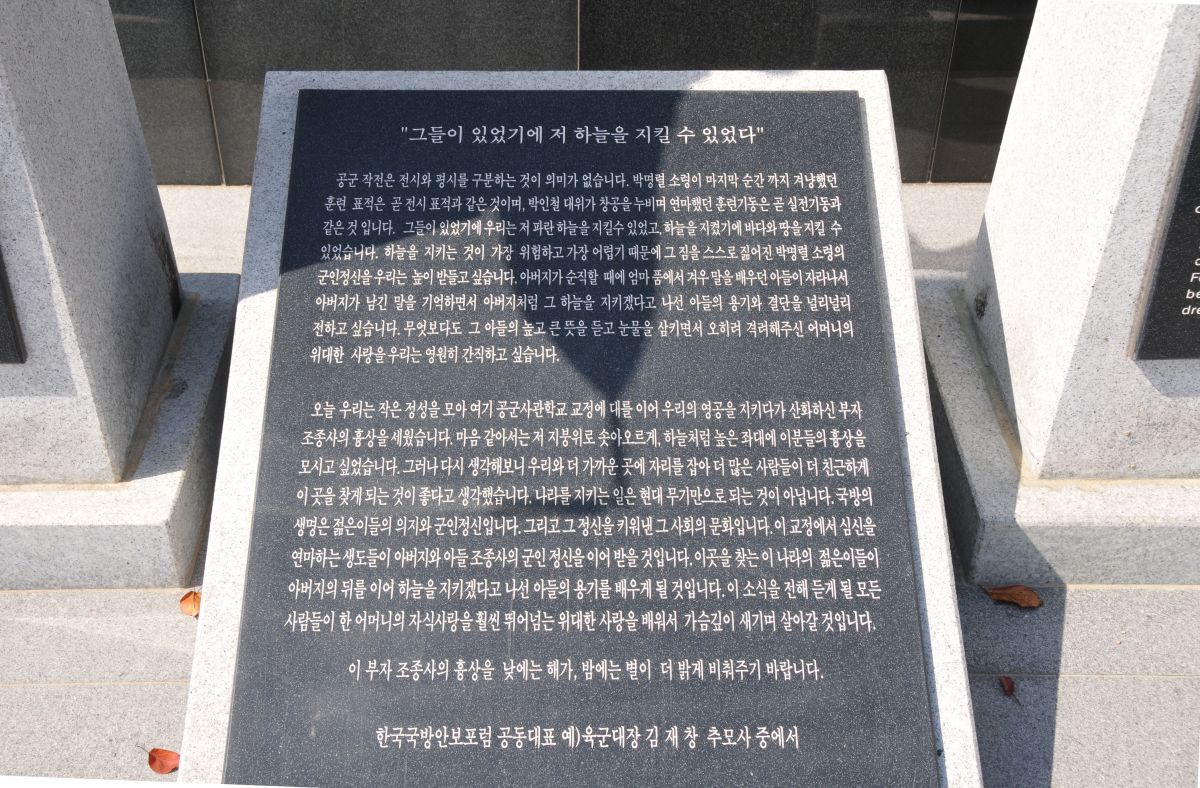 "그들이 있었기에 저 하늘을 지킬 수 있었다"
공군 작전은 전시와 평시를 구분하는 것이 의미가 없습니다. 박명렬 소령이 마지막 순간 까지 겨냥했던
훈련 표적은 곧 전시 표적과 같은 것이며, 박인철 대위가 창공을 누비며 연마했던 훈련기동은 곧 실전기동과
같은 것 입니다. 그들이 있었기에 우리는 저 파란 하늘을 지킬수 있었고, 하늘을 지켰기에 바다와 땅을 지킬 수
있었습니다. 하늘을 지키는 것이 가장 위험하고 가장 어렵기 때문에 그 짐을 스스로 짊어진 박명렬 소령의
군인정신을 우리는 높이 받들고 싶습니다. 아버지가 순직할 때에 엄마 품에서 겨우 말을 배우던 아들이 자라나서
아버지가 남긴 말을 기억하면서 아버지처럼 그 하늘을 지키겠다고 나선 아들의 용기와 결단을 널리널리
전하고 싶습니다. 무엇보다도 그 아들의 높고 큰 뜻을 듣고 눈물을 삼키면서 오히려 격려해주신 어머니의
위대한 사랑을 우리는 영원히 간직하고 싶습니다.
오늘 우리는 작은 정성을 모아 여기 공군사관학교 교정에 대를 이어 우리의 영공을 지키다가 산화하신 부자
조종사의 흉상을 세웠습니다. 마음 같아서는 저 지붕위로 솟아오르게, 하늘처럼 높은 좌대에 이분들의 흉상을
모시고 싶었습니다. 그러나 다시 생각해보니 우리와 더 가까운 곳에 자리를 잡아 더 많은 사람들이 더 친근하게
이 곳을 찾게 되는 것이 좋다고 생각했습니다. 나라를 지키는 일은 현대 무기만으로 되는 것이 아닙니다. 국방의
생명은 젊은이들의 의지와 군인정신입니다. 그리고 그 정신을 키워낸 그 사회의 문화입니다. 이 교정에서 심신을
연마하는 생도들이 아버지와 아들 조종사의 군인 정신을 이어 받을 것입니다. 이곳을 찾는 이 나라의 젊은이들이
아버지의 뒤를 이어 하늘을 지키겠다고 나선 아들의 용기를 배우게 될 것입니다. 이 소식을 전해 듣게 될 모든
사람들이 한 어머니의 자식사랑을 훨씬 뛰어넘는 위대한 사랑을 배워서 가슴깊이 새기며 살아갈 것입니다.
이 부자 조종사의 흉상을 낮에는 해가, 밤에는 별이 더 밝게 비춰주기 바랍니다.
한국국방안보포럼 공동대표 예)육군대장 김 재 창 추모사 중에서